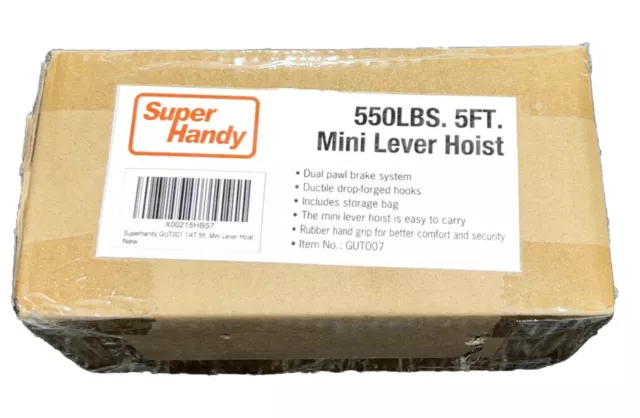 Super
Handy
550LBS. 5FT.
Mini Lever Hoist
• Dual pawl brake system
• Ductile drop-forged hooks
• Includes storage bag
• The mini lever hoist is easy to carry
• Rubber hand grip for better comfort and security
• Item No.: GUT007
X00215HBS7
Superhandy GUT007 1/4T 5ft. Mini Lever Hoist
New